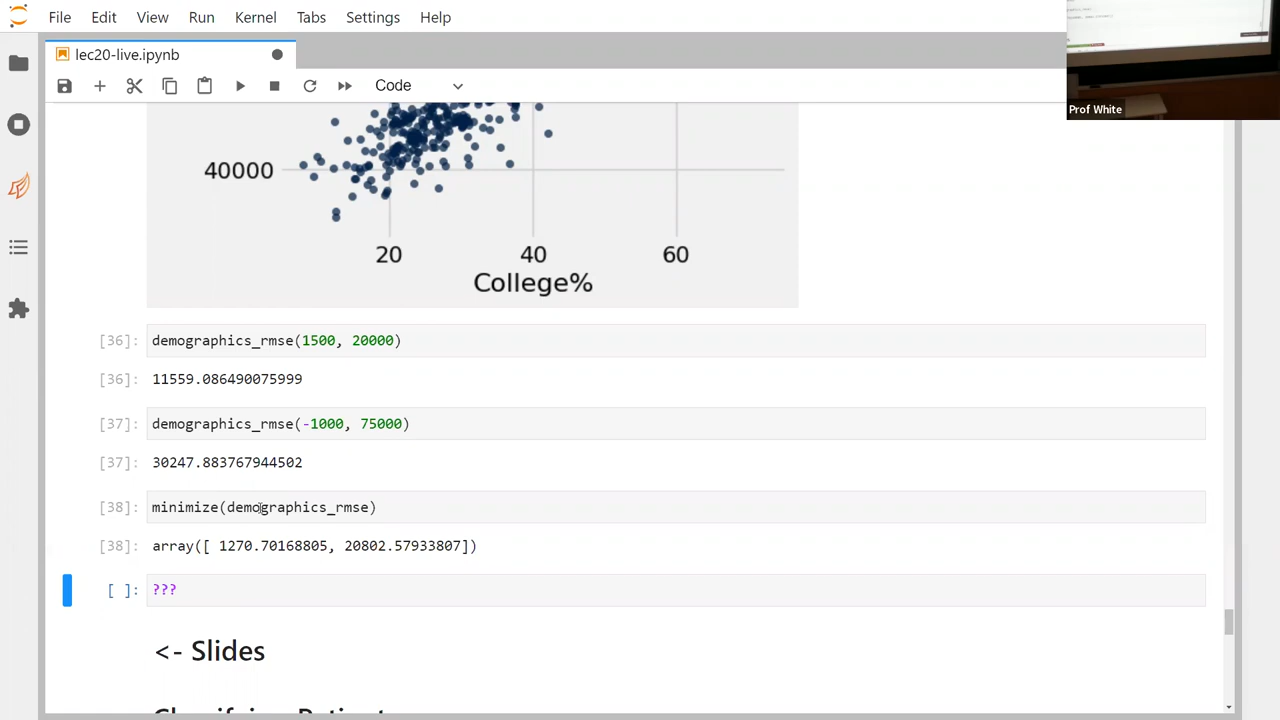 File Edit View Run Kernel Tabs Settings Help
lec20-live.ipynb
Code
Prof White
40000
20 40 60
College%
[36]: demographics_rmse(1500, 20000)
[36]: 11559.086490075999
[37]: demographics_rmse(-1000, 75000)
[37]: 30247.883767944502
[38]: minimize(demographics_rmse)
[38]: array([ 1270.70168805, 20802.57933807])
[ ]: ???
<- Slides